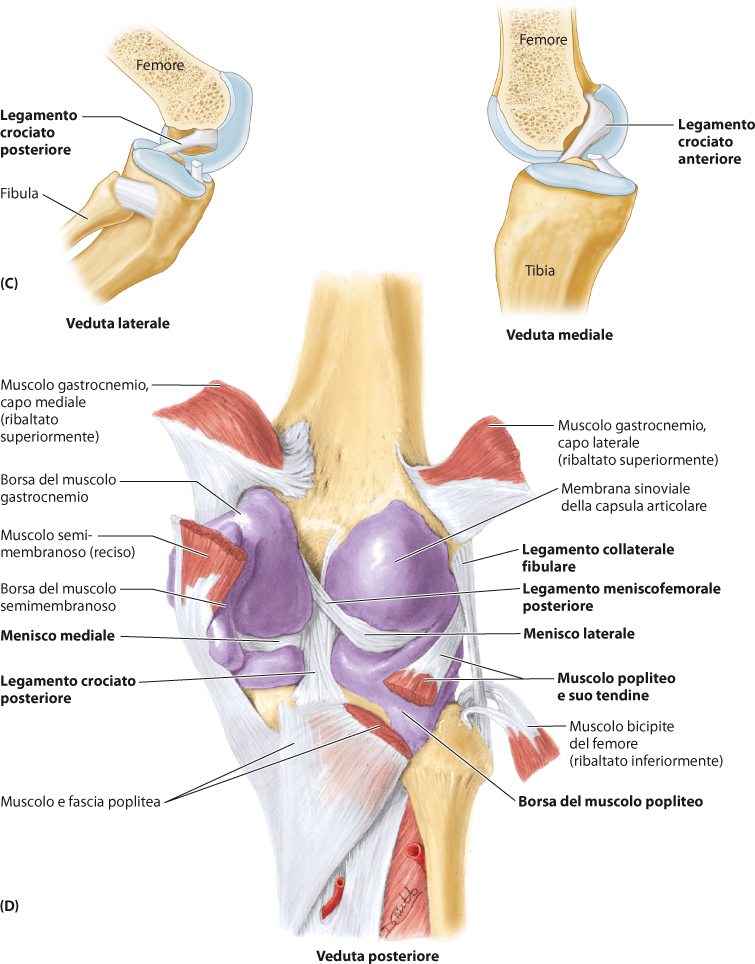 Femore
Legamento
crociato
posteriore
Fibula
(C)
Veduta laterale
Femore
Legamento
crociato
anteriore
Tibia
Veduta mediale
Muscolo gastrocnemio,
capo mediale
(ribaltato
superiormente)
Borsa del muscolo
gastrocnemio
Muscolo semi-
membranoso (reciso)
Borsa del muscolo
semimembranoso
Menisco mediale
Legamento crociato
posteriore
Muscolo e fascia poplitea
Muscolo gastrocnemio,
capo laterale
(ribaltato superiormente)
Membrana sinoviale
della capsula articolare
Legamento collaterale
fibulare
Legamento meniscofemorale
posteriore
Menisco laterale
Muscolo popliteo
e suo tendine
Muscolo bicipite
del femore
(ribaltato inferiormente)
Borsa del muscolo popliteo
(D)
Veduta posteriore